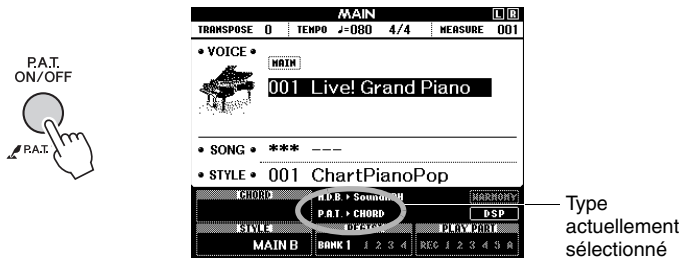 P.A.T.
ON/OFF
P.A.T.
MAIN
L R
TRANSPOSE 0 TEMPO ♩=080 4/4 MEASURE 001
VOICE
MAIN
001 Live! Grand Piano
SONG *** ---
STYLE 001 ChartPianoPop
CHORD
HARMONY
P.A.T. ▸ CHORD
DSP
STYLE
PLAY PART
MAIN B
BANK 1 1 2 3 4
REC 1 2 3 4 5 A
Type
actuellement
sélectionné